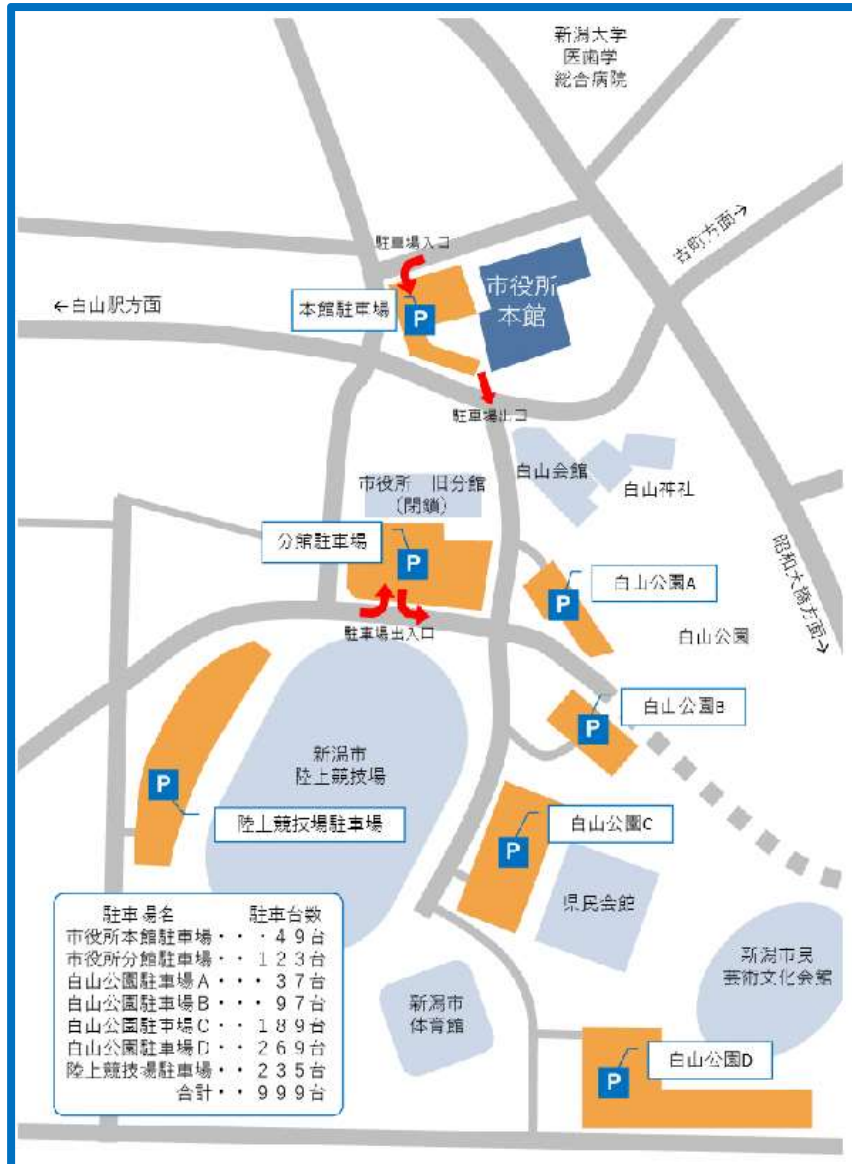 新潟大学
医歯学
総合病院
古町方面→
駐車場入口
市役所
本館
←白山駅方面
本館駐車場
P
駐車場出口
白山会館
白山神社
市役所 旧分館
(閉鎖)
分館駐車場
P
昭和大橋方面→
白山公園A
P
駐車場出入口
白山公園
白山公園B
P
新潟市
陸上競技場
P
陸上競技場駐車場
白山公園C
P
県民会館
新潟市民
芸術文化会館
新潟市
体育館
白山公園D
P
駐車場名 駐車台数
市役所本館駐車場・・・49台
市役所分館駐車場・・123台
白山公園駐車場A・・・37台
白山公園駐車場B・・・97台
白山公園駐車場C・・189台
白山公園駐車場D・・269台
陸上競技場駐車場・・235台
合計・・999台